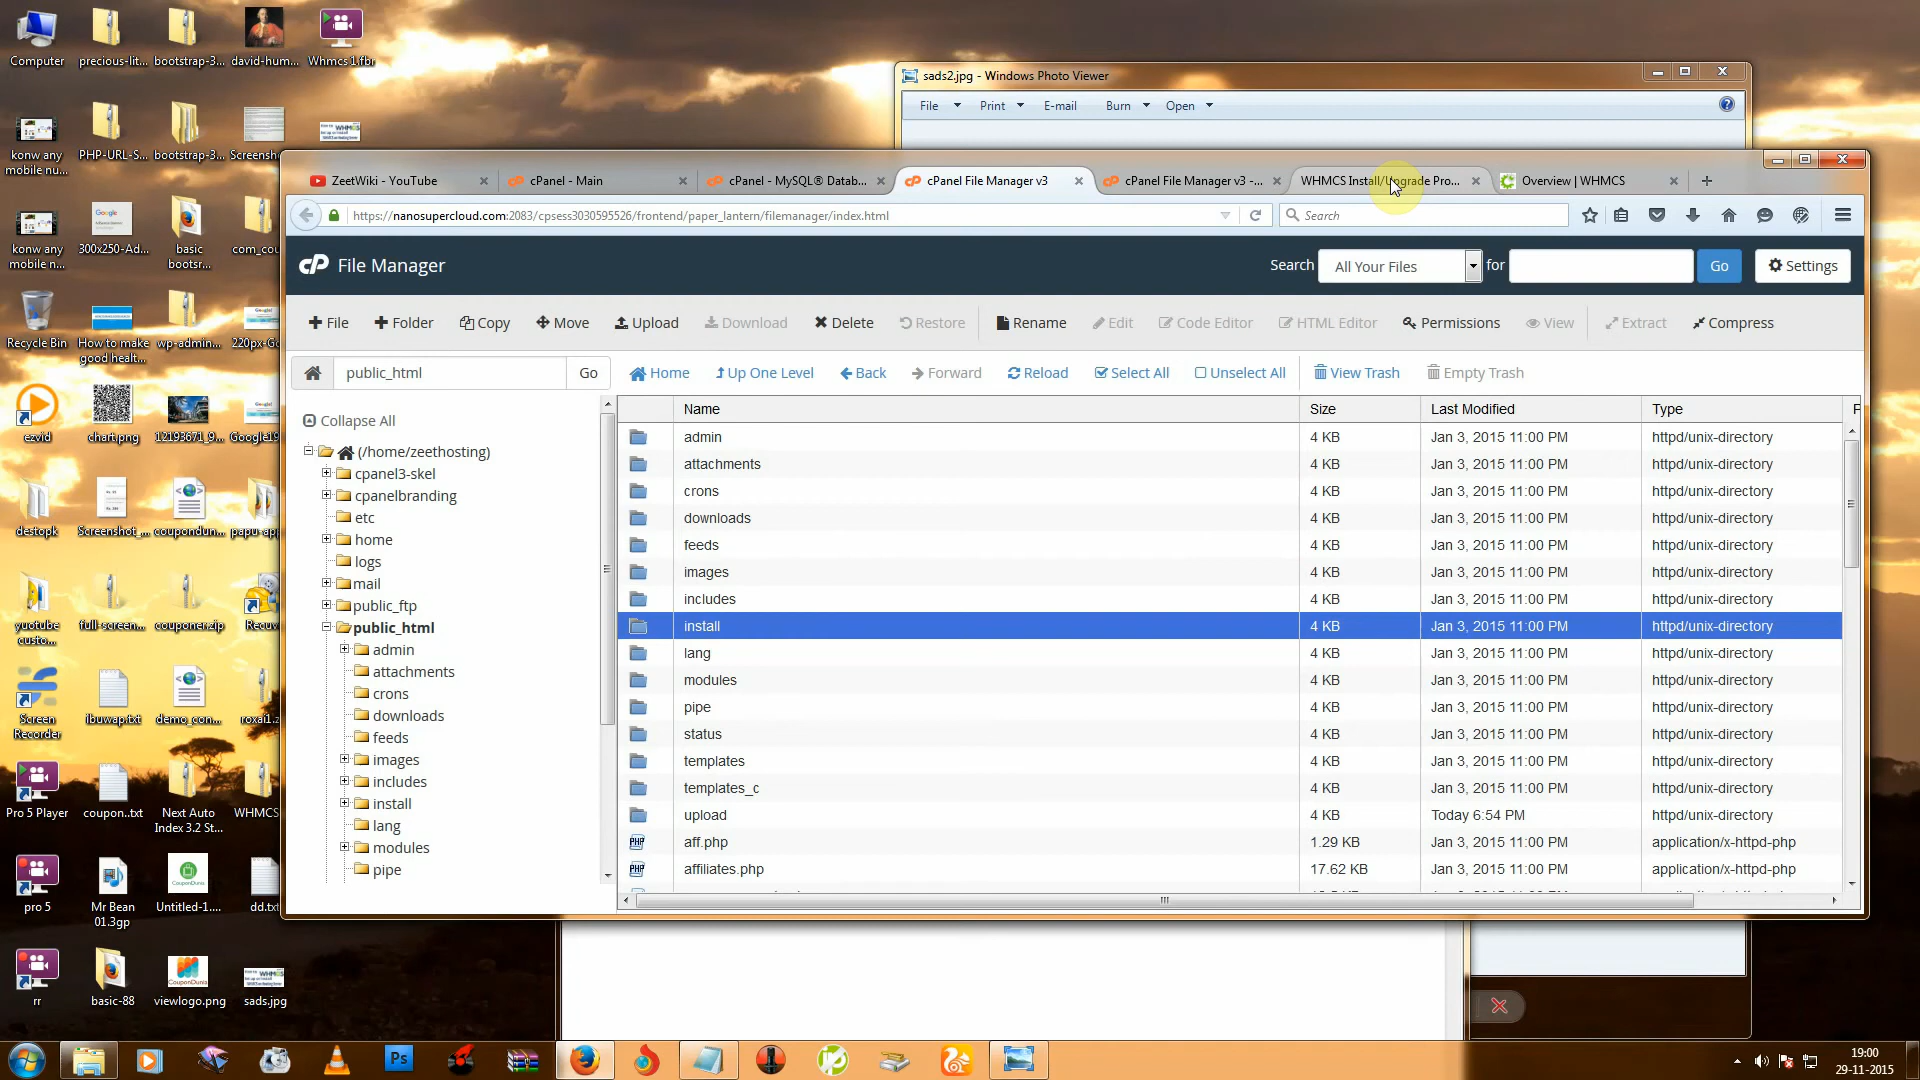 Computer
precious-lit...
bootstrap-3...
david-hum...
Whmcs 1.fbr
konw any
mobile nu...
PHP-URL-S...
bootstrap-3...
Screensh
konw any
mobile n...
300x250-Ad...
basic
bootsr...
com_cou
Recycle Bin
How to make
good healt...
wp-admin...
220px-Go
ezvid
chart.png
12193671_9...
Google19
destopk
Screenshot_...
coupondun...
papu-app
yuotube
custo...
full-screen...
couponer.zip
Recuv
Screen
Recorder
ibuwap.txt
demo_con...
roxai1.z
Pro 5 Player
coupon..txt
Next Auto
Index 3.2 St...
WHMCS
pro 5
Mr Bean
01.3gp
Untitled-1....
dd.txt
rr
basic-88
viewlogo.png
sads.jpg
sads2.jpg - Windows Photo Viewer
File Print E-mail Burn Open
ZeetWiki - YouTube
cPanel - Main
cPanel - MySQL® Datab...
cPanel File Manager v3
cPanel File Manager v3 -...
WHMCS Install/Upgrade Pro...
Overview | WHMCS
https://nanosupercloud.com:2083/cpsess3030595526/frontend/paper_lantern/filemanager/index.html
Search
cP File Manager
Search All Your Files for Go Settings
File Folder Copy Move Upload Download Delete Restore Rename Edit Code Editor HTML Editor Permissions View Extract Compress
public_html Go Home Up One Level Back Forward Reload Select All Unselect All View Trash Empty Trash
Collapse All
(/home/zeethosting)
cpanel3-skel
cpanelbranding
etc
home
logs
mail
public_ftp
public_html
admin
attachments
crons
downloads
feeds
images
includes
install
lang
modules
pipe
Name Size Last Modified Type P
admin 4 KB Jan 3, 2015 11:00 PM httpd/unix-directory
attachments 4 KB Jan 3, 2015 11:00 PM httpd/unix-directory
crons 4 KB Jan 3, 2015 11:00 PM httpd/unix-directory
downloads 4 KB Jan 3, 2015 11:00 PM httpd/unix-directory
feeds 4 KB Jan 3, 2015 11:00 PM httpd/unix-directory
images 4 KB Jan 3, 2015 11:00 PM httpd/unix-directory
includes 4 KB Jan 3, 2015 11:00 PM httpd/unix-directory
install 4 KB Jan 3, 2015 11:00 PM httpd/unix-directory
lang 4 KB Jan 3, 2015 11:00 PM httpd/unix-directory
modules 4 KB Jan 3, 2015 11:00 PM httpd/unix-directory
pipe 4 KB Jan 3, 2015 11:00 PM httpd/unix-directory
status 4 KB Jan 3, 2015 11:00 PM httpd/unix-directory
templates 4 KB Jan 3, 2015 11:00 PM httpd/unix-directory
templates_c 4 KB Jan 3, 2015 11:00 PM httpd/unix-directory
upload 4 KB Today 6:54 PM httpd/unix-directory
aff.php 1.29 KB Jan 3, 2015 11:00 PM application/x-httpd-php
affiliates.php 17.62 KB Jan 3, 2015 11:00 PM application/x-httpd-php
19:00
29-11-2015